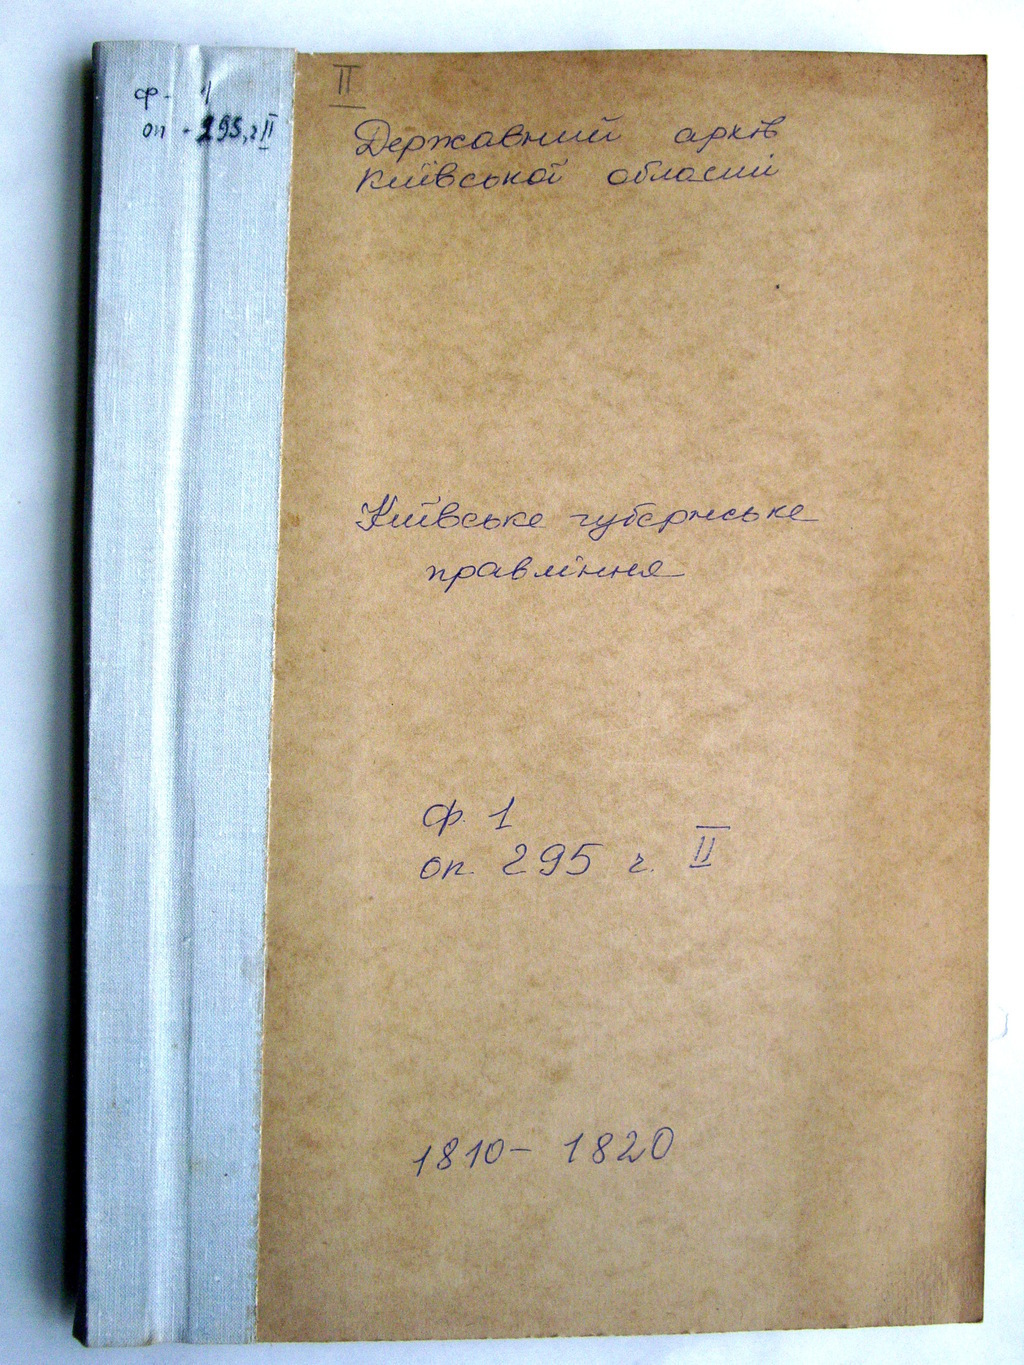 ф - 1
оп - 295, ч II
II
Державний архів
Київської області
Київське губернське
правління
ф. 1
оп. 295 ч. II
1810 - 1820